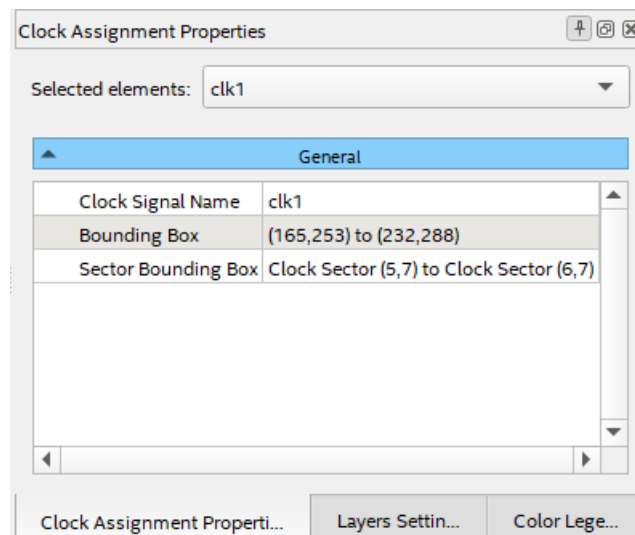 Clock Assignment Properties
Selected elements: clk1
General
Clock Signal Name clk1
Bounding Box (165,253) to (232,288)
Sector Bounding Box Clock Sector (5,7) to Clock Sector (6,7)
Clock Assignment Properti... Layers Settin... Color Lege...